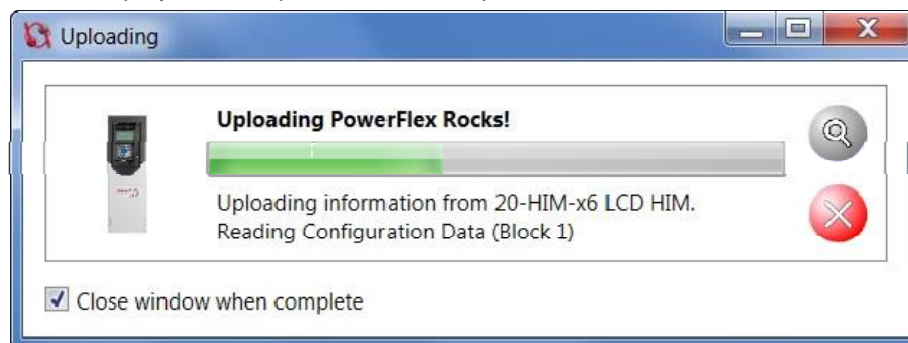 Uploading
Uploading PowerFlex Rocks!
Uploading information from 20-HIM-x6 LCD HIM.
Reading Configuration Data (Block 1)
Close window when complete